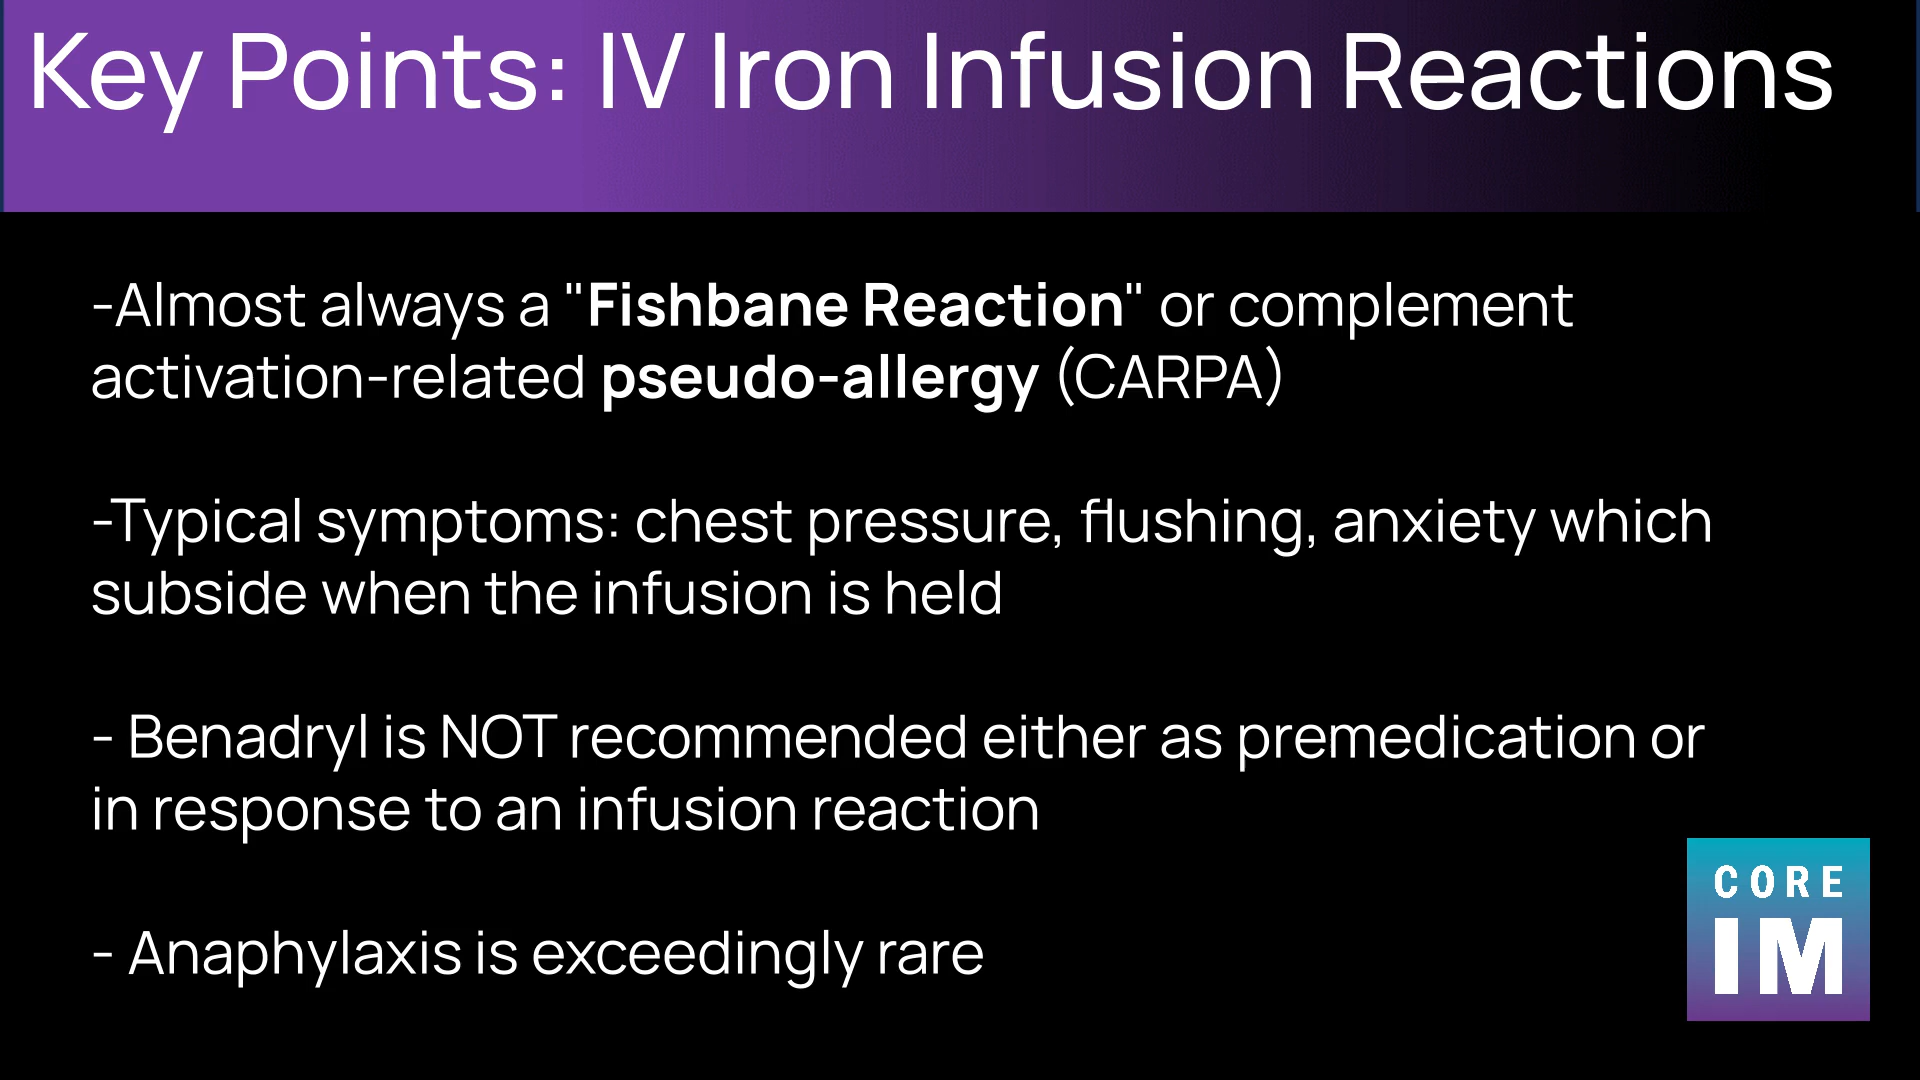 Key Points: IV Iron Infusion Reactions
-Almost always a "Fishbane Reaction" or complement
activation-related pseudo-allergy (CARPA)
-Typical symptoms: chest pressure, flushing, anxiety which
subside when the infusion is held
- Benadryl is NOT recommended either as premedication or
in response to an infusion reaction
- Anaphylaxis is exceedingly rare
CORE
IM